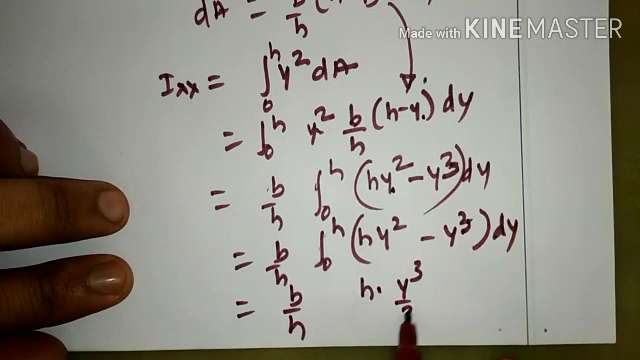 dA = b/h (h-
Made with KINEMASTER
Ixx = ∫₀ʰ y² dA
= ∫₀ʰ y² b/h (h-y) dy
= b/h ∫₀ʰ (hy² - y³) dy
= b/h ∫₀ʰ (hy² - y³) dy
= b/h h. y³/